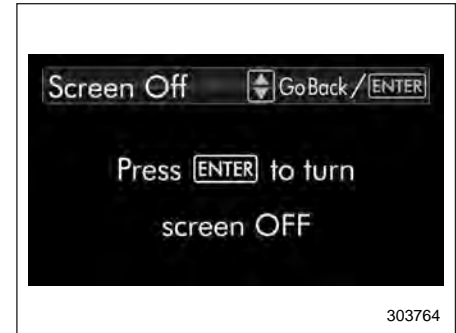 Screen Off GoBack/ENTER
Press ENTER to turn
screen OFF
303764